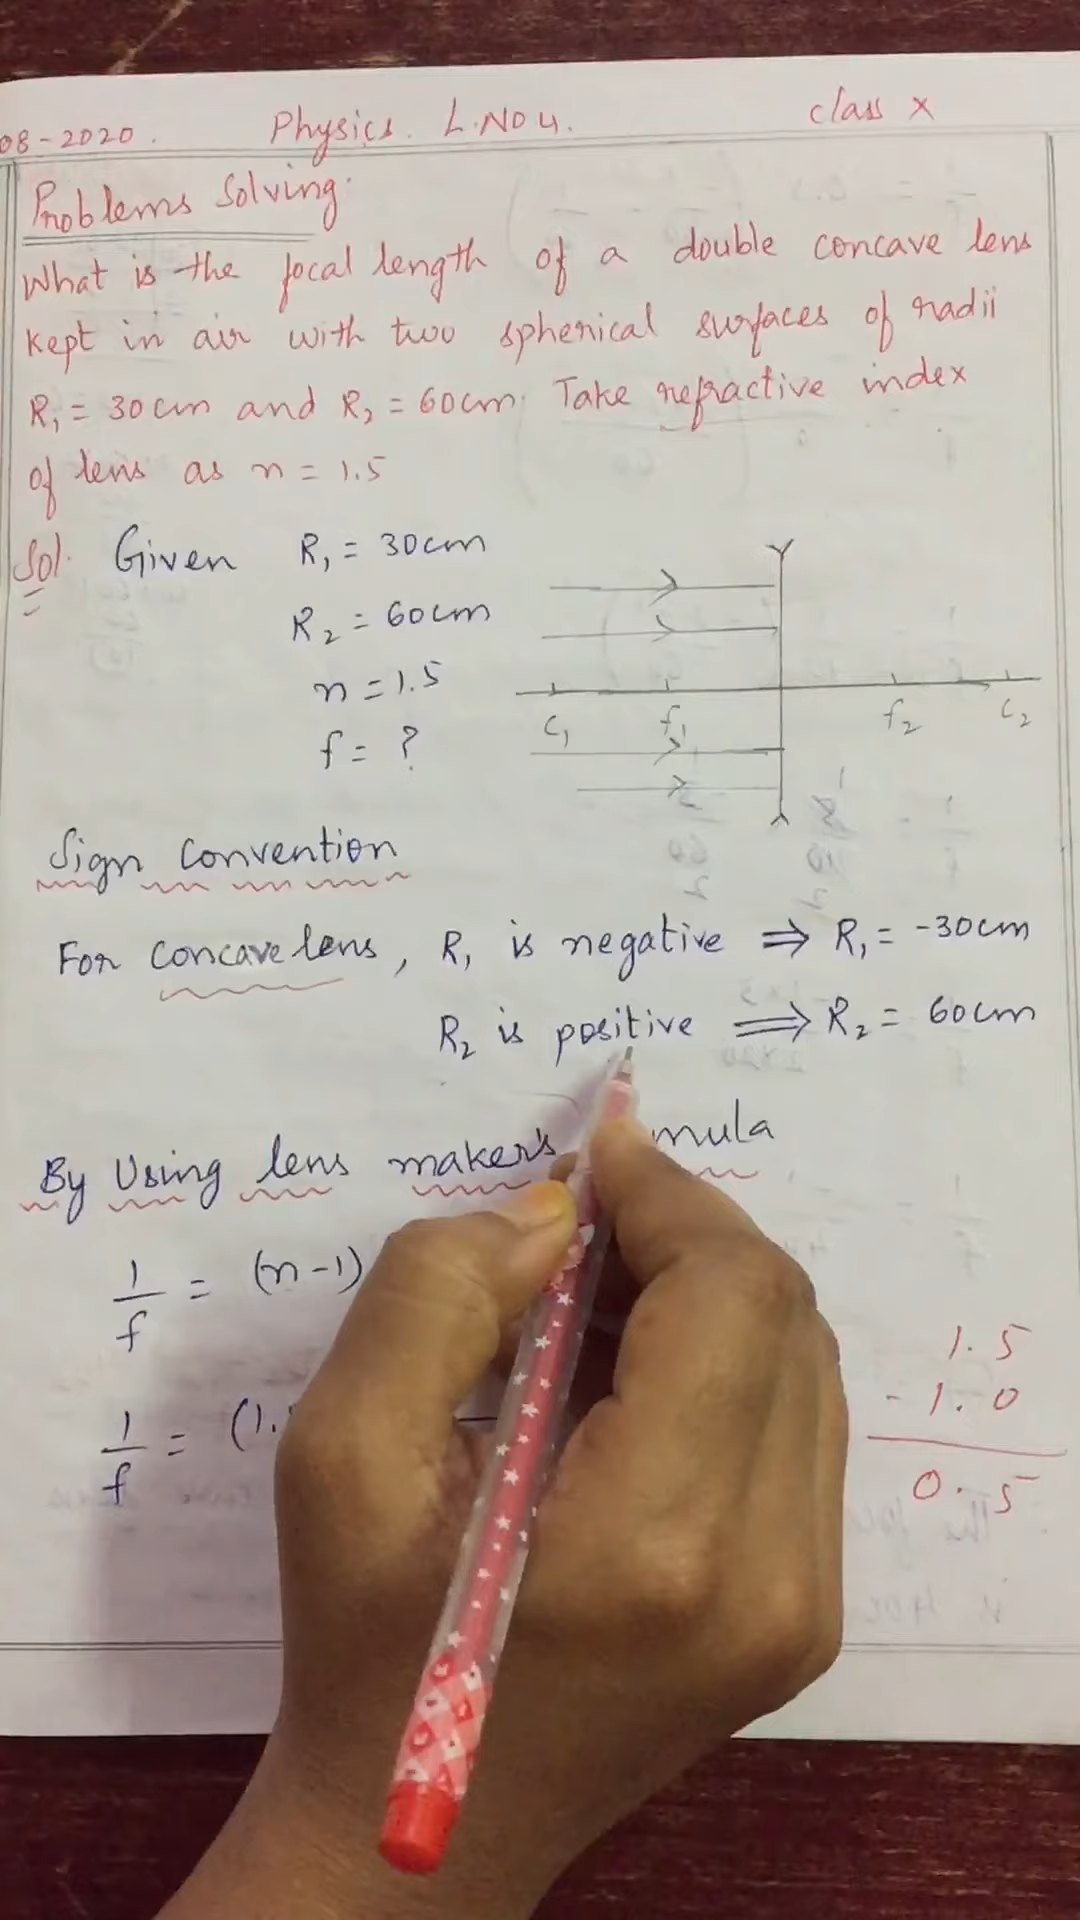 08-2020. Physics. L.NO4. class X
Problems Solving:
What is the focal length of a double concave lens
kept in air with two spherical surfaces of radii
R₁ = 30cm and R₂ = 60cm. Take refractive index
of lens as n = 1.5
Sol. Given R₁ = 30cm
R₂ = 60cm
n = 1.5
f = ?
C₁ f₁ f₂ C₂
Sign convention
For concave lens, R₁ is negative ⇒ R₁ = -30cm
R₂ is positive ⇒ R₂ = 60cm
By Using lens maker's mula
1/f = (n-1)
1/f = (1.
1.5
- 1.0
0.5